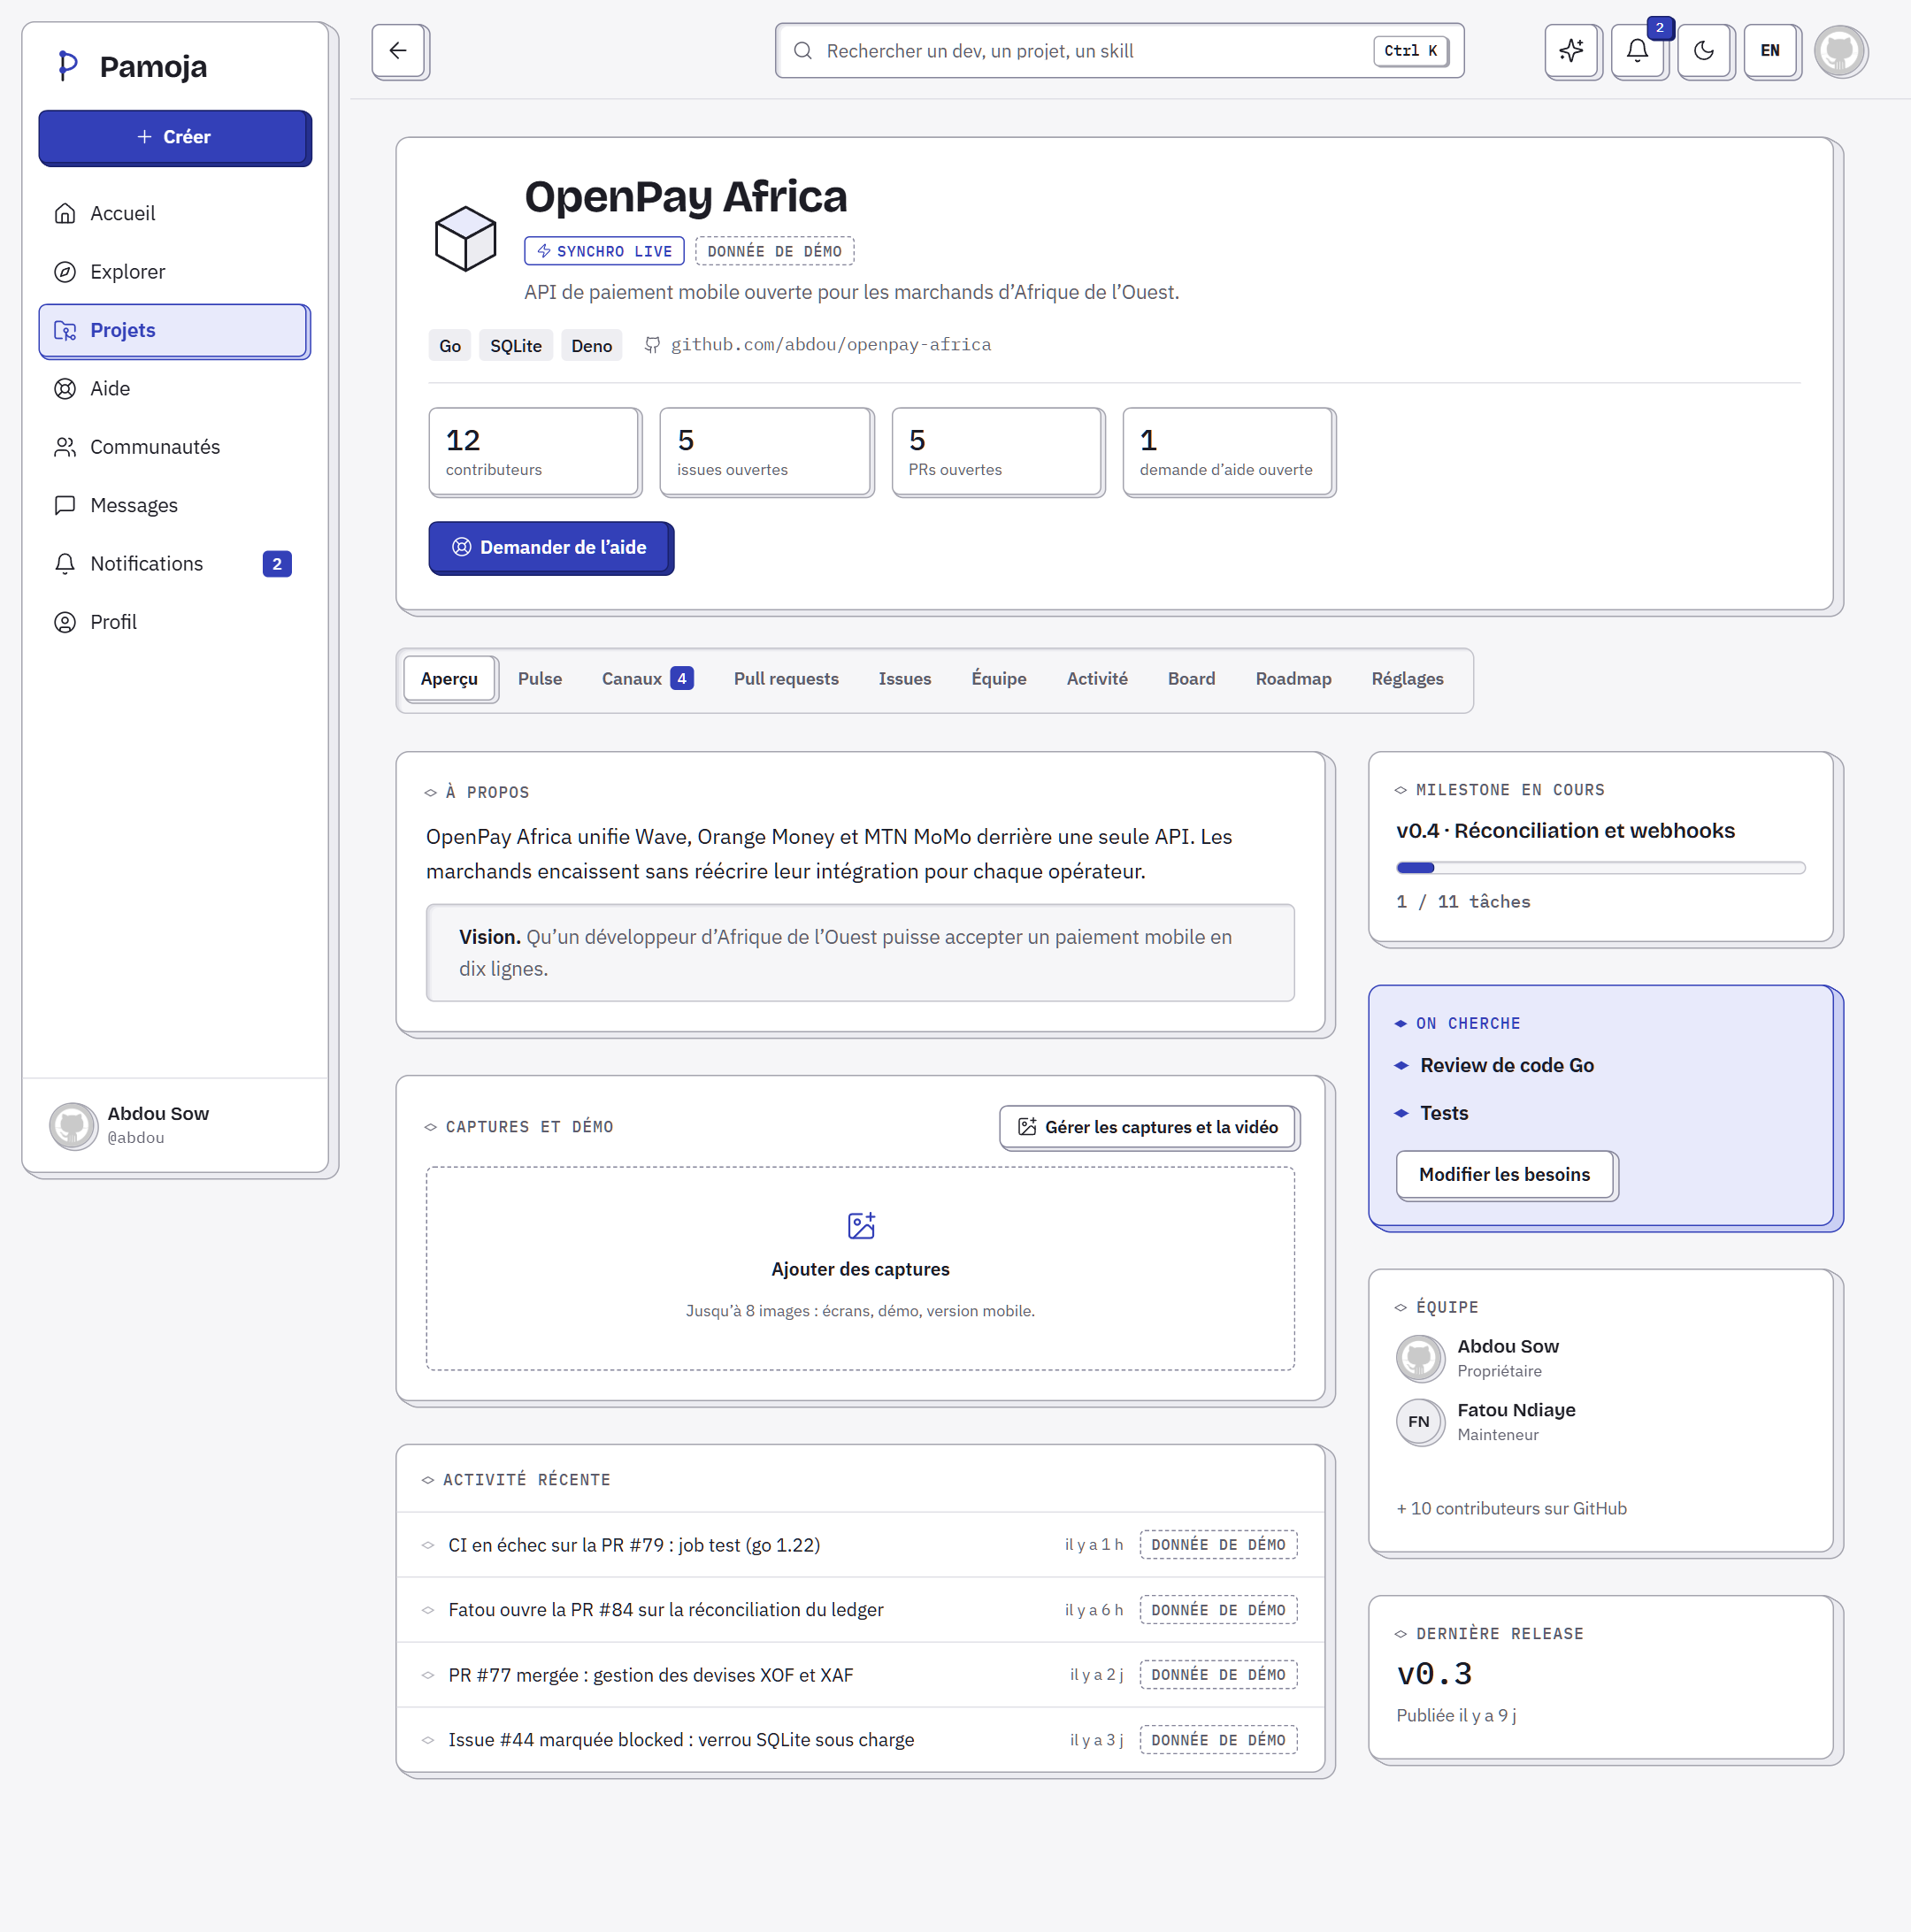 Pamoja
Créer
Accueil
Explorer
Projets
Aide
Communautés
Messages
Notifications 2
Profil
Abdou Sow
@abdou
Rechercher un dev, un projet, un skill Ctrl K
2
EN
OpenPay Africa
SYNCHRO LIVE DONNÉE DE DÉMO
API de paiement mobile ouverte pour les marchands d’Afrique de l’Ouest.
Go SQLite Deno github.com/abdou/openpay-africa
12
contributeurs
5
issues ouvertes
5
PRs ouvertes
1
demande d’aide ouverte
Demander de l’aide
Aperçu Pulse Canaux 4 Pull requests Issues Équipe Activité Board Roadmap Réglages
À PROPOS
OpenPay Africa unifie Wave, Orange Money et MTN MoMo derrière une seule API. Les
marchands encaissent sans réécrire leur intégration pour chaque opérateur.
Vision. Qu’un développeur d’Afrique de l’Ouest puisse accepter un paiement mobile en
dix lignes.
CAPTURES ET DÉMO
Gérer les captures et la vidéo
Ajouter des captures
Jusqu’à 8 images : écrans, démo, version mobile.
ACTIVITÉ RÉCENTE
CI en échec sur la PR #79 : job test (go 1.22) il y a 1 h DONNÉE DE DÉMO
Fatou ouvre la PR #84 sur la réconciliation du ledger il y a 6 h DONNÉE DE DÉMO
PR #77 mergée : gestion des devises XOF et XAF il y a 2 j DONNÉE DE DÉMO
Issue #44 marquée blocked : verrou SQLite sous charge il y a 3 j DONNÉE DE DÉMO
MILESTONE EN COURS
v0.4 · Réconciliation et webhooks
1 / 11 tâches
ON CHERCHE
Review de code Go
Tests
Modifier les besoins
ÉQUIPE
Abdou Sow
Propriétaire
FN
Fatou Ndiaye
Mainteneur
+ 10 contributeurs sur GitHub
DERNIÈRE RELEASE
v0.3
Publiée il y a 9 j